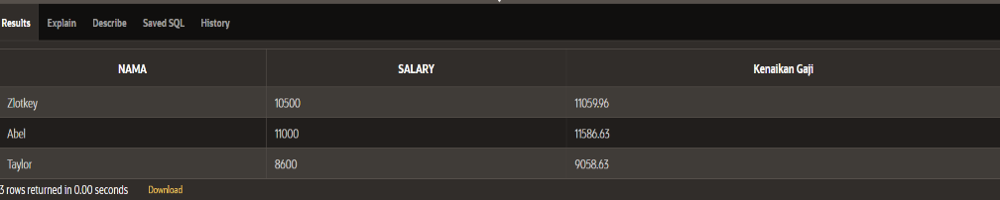 Results Explain Describe Saved SQL History
NAMA SALARY Kenaikan Gaji
Zlotkey 10500 11059.96
Abel 11000 11586.63
Taylor 8600 9058.63
3 rows returned in 0.00 seconds Download